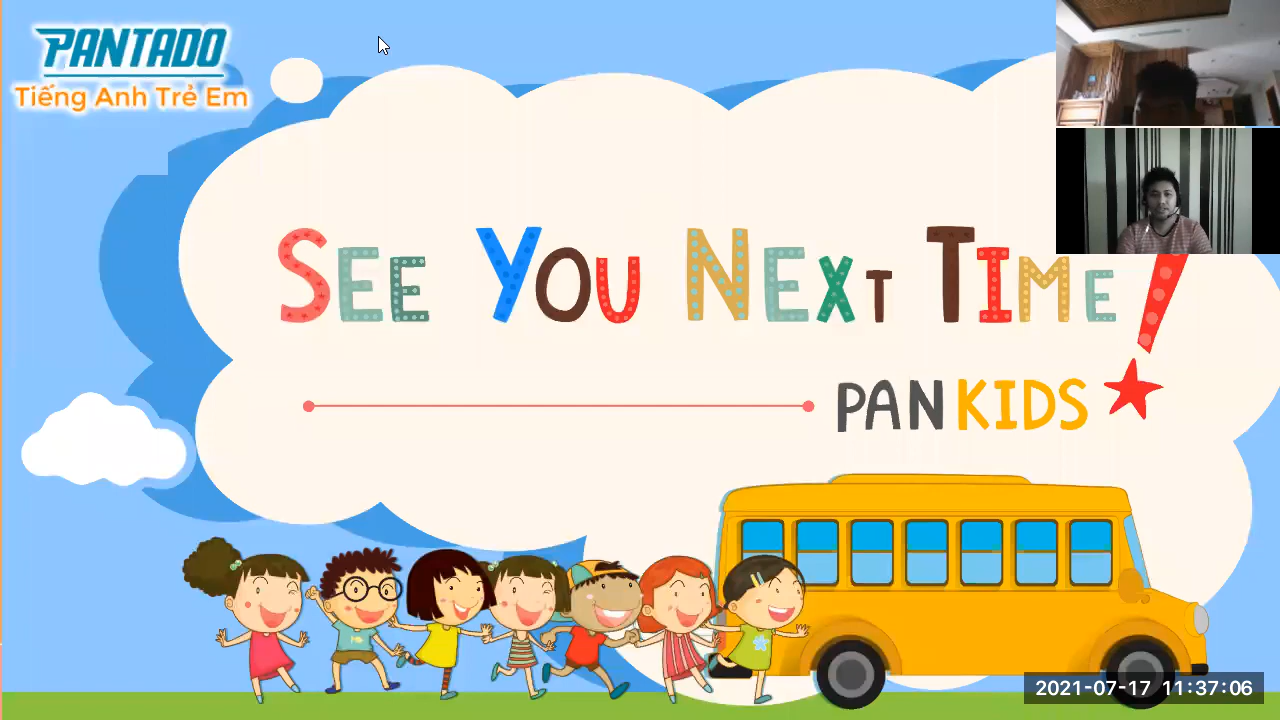 PANTADO
Tiếng Anh Trẻ Em
SEE YOU NEXT TIME!
PAN KIDS
2021-07-17 11:37:06